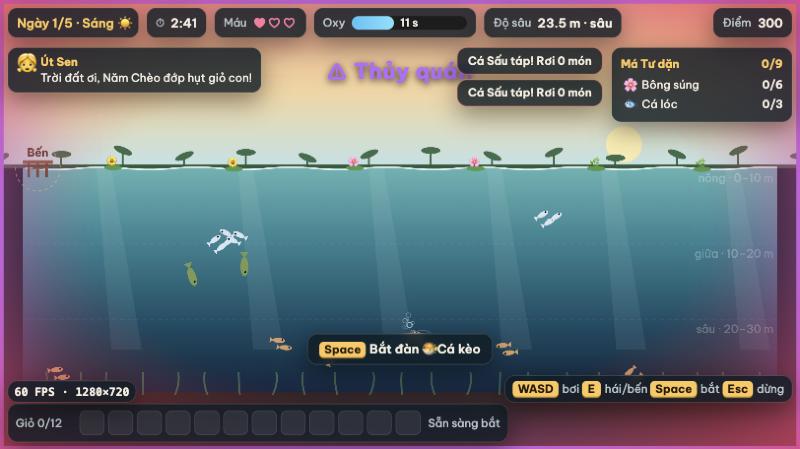 Ngày 1/5 · Sáng
2:41
Máu
Oxy 11 s
Độ sâu 23.5 m · sâu
Điểm 300
Út Sen
Trời đất ơi, Năm Chèo đớp hụt giỏ con!
Thủy quá
Cá Sấu táp! Rơi 0 món
Cá Sấu táp! Rơi 0 món
Má Tư dặn 0/9
Bông súng 0/6
Cá lóc 0/3
Bến
nông · 0–10 m
giữa · 10–20 m
sâu · 20–30 m
Space Bắt đàn Cá kèo
60 FPS · 1280×720
WASD bơi E hái/bến Space bắt Esc dừng
Giỏ 0/12
Sẵn sàng bắt